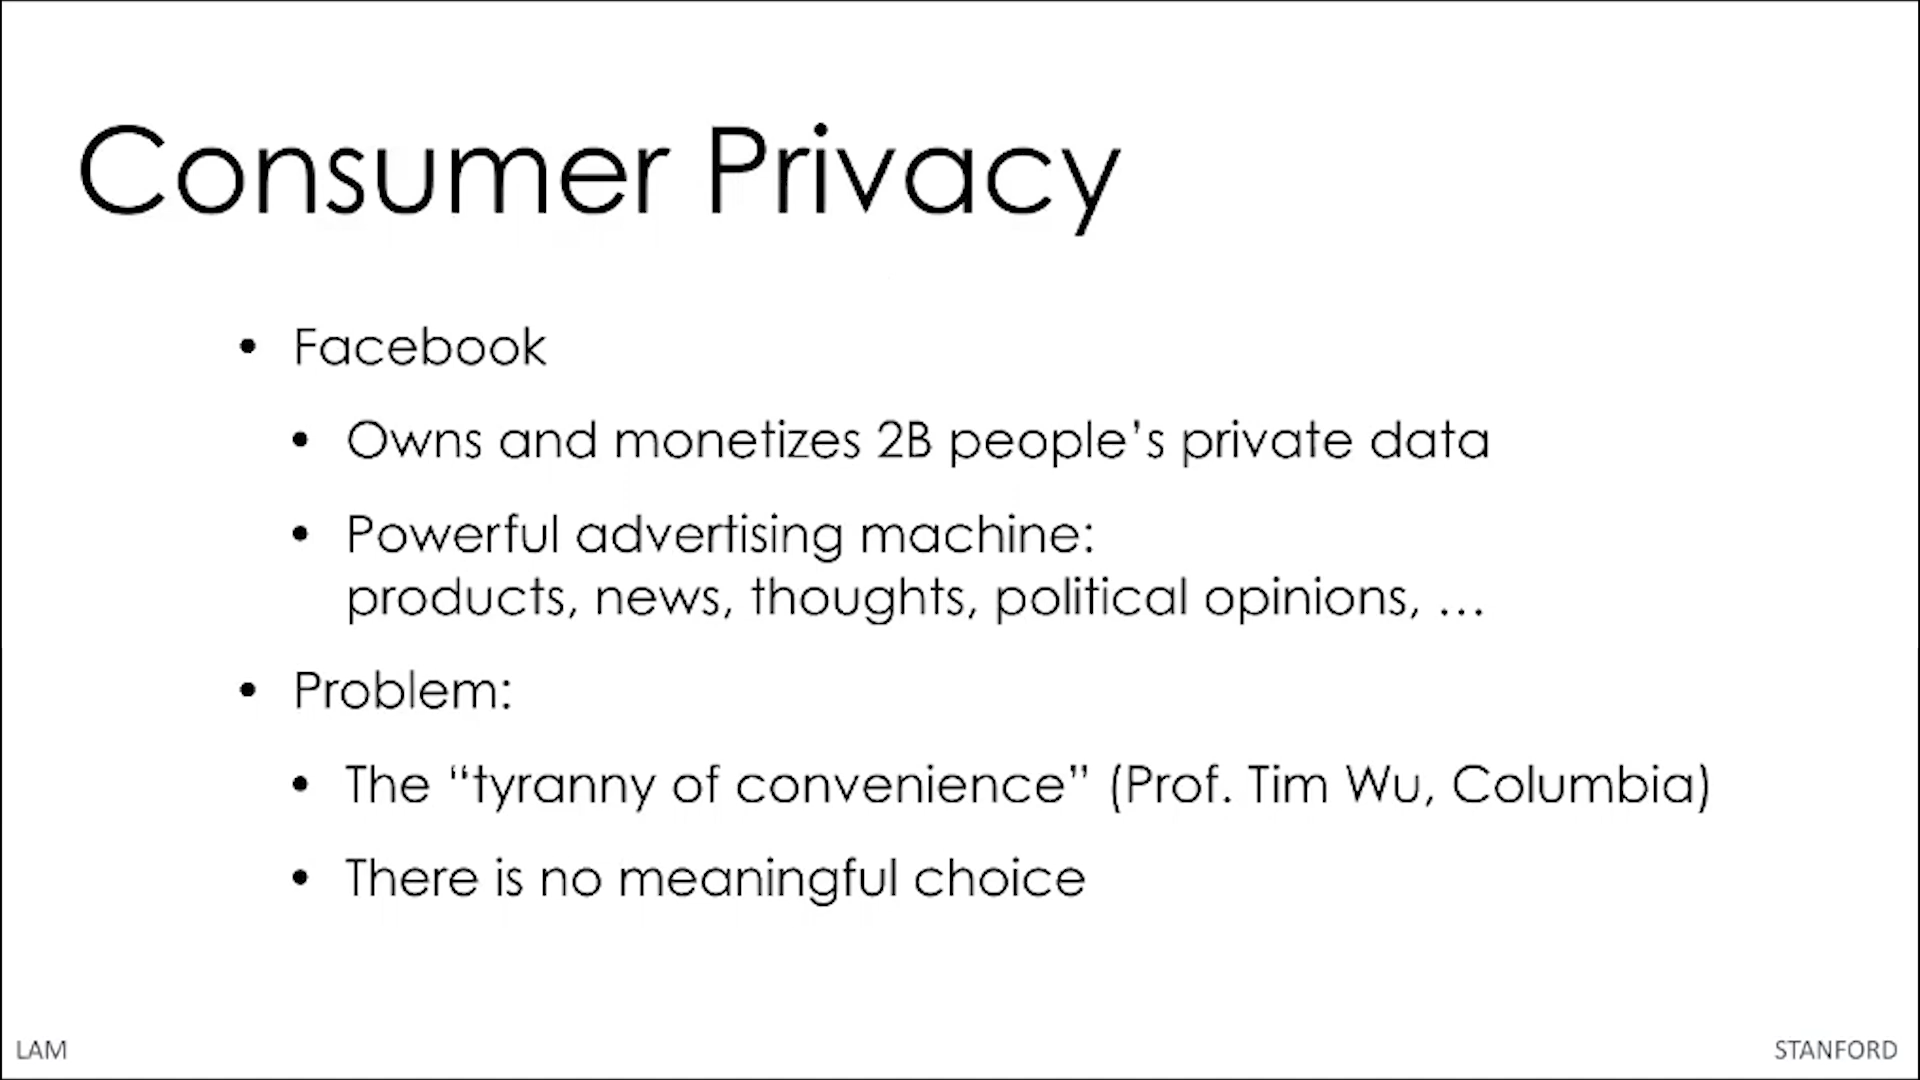 Consumer Privacy
• Facebook
• Owns and monetizes 2B people’s private data
• Powerful advertising machine:
products, news, thoughts, political opinions, …
• Problem:
• The “tyranny of convenience” (Prof. Tim Wu, Columbia)
• There is no meaningful choice
LAM
STANFORD